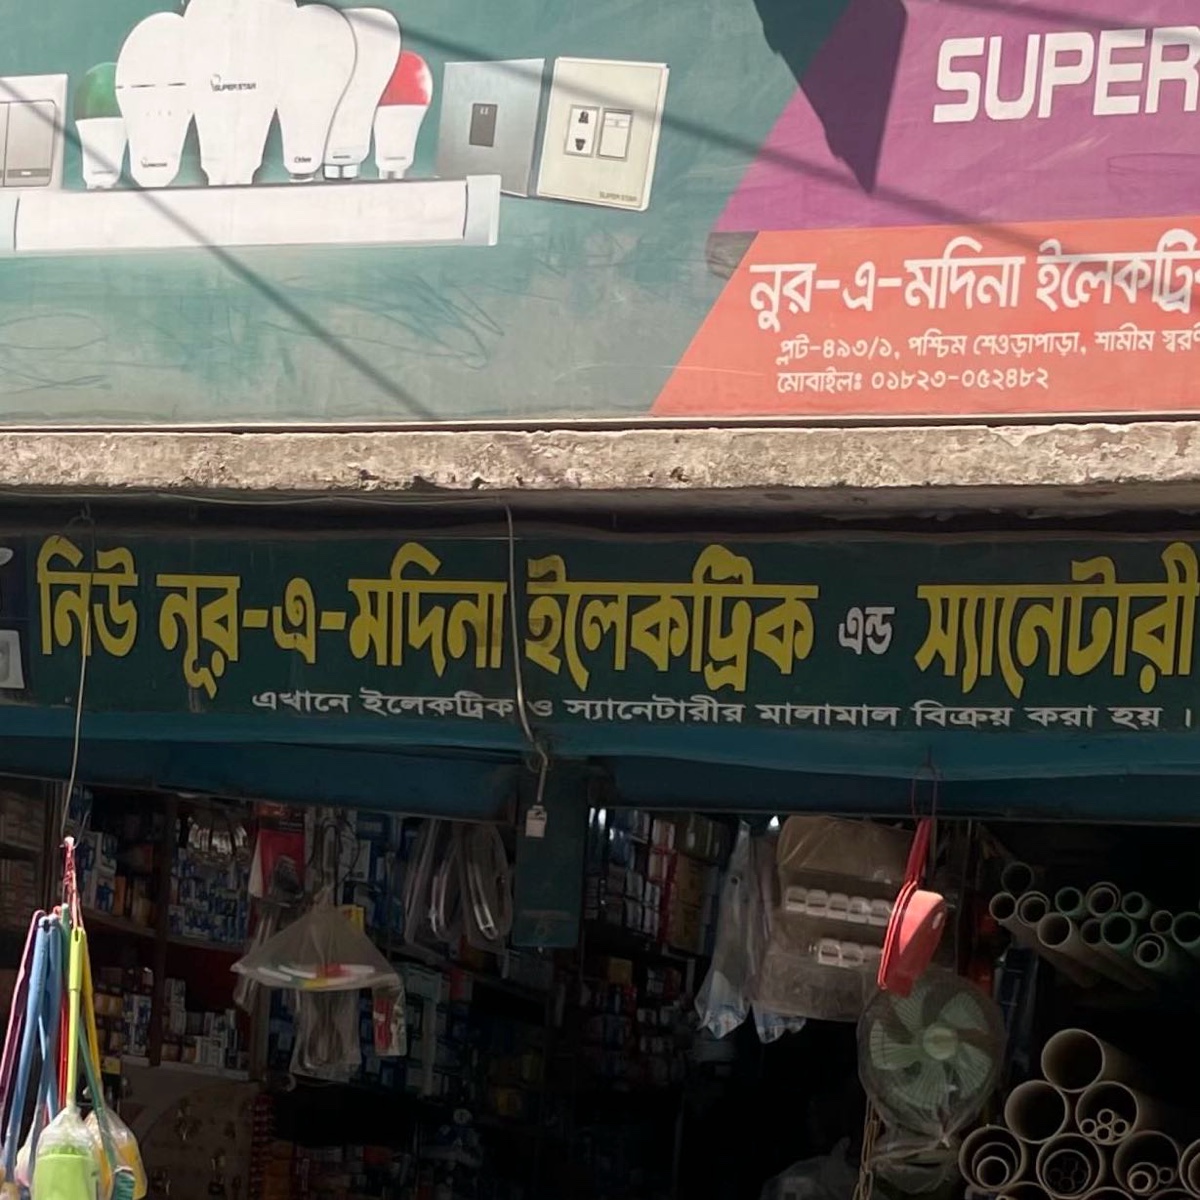 SUPER
নুর-এ-মদিনা ইলেকট্রিক
প্লট-৪৯৩/১, পশ্চিম শেওড়াপাড়া, শামীম
মোবাইলঃ ০১৮২৩-০৫২৪৮২
নিউ নূর-এ-মদিনা ইলেকট্রিক এন্ড স্যানেটারী
এখানে ইলেকট্রিক ও স্যানেটারীর মালামাল বিক্রয় করা হয় ।